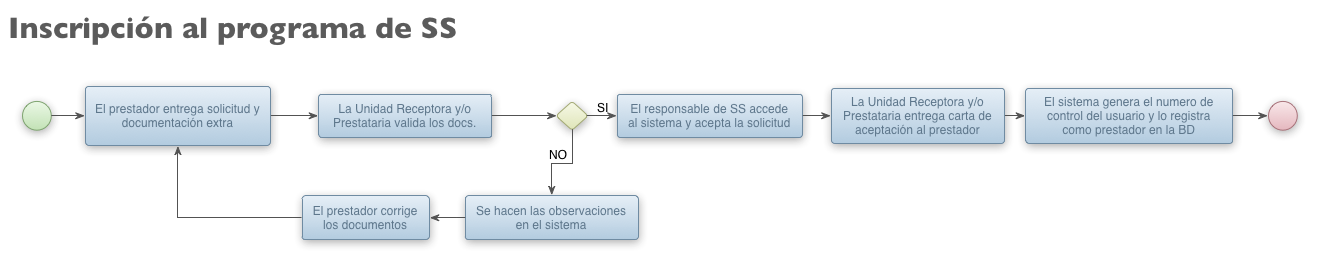 Inscripción al programa de SS
El prestador entrega solicitud y
documentación extra
La Unidad Receptora y/o
Prestataria valida los docs.
SI
El responsable de SS accede
al sistema y acepta la solicitud
La Unidad Receptora y/o
Prestataria entrega carta de
aceptación al prestador
El sistema genera el numero de
control del usuario y lo registra
como prestador en la BD
NO
El prestador corrige
los documentos
Se hacen las observaciones
en el sistema